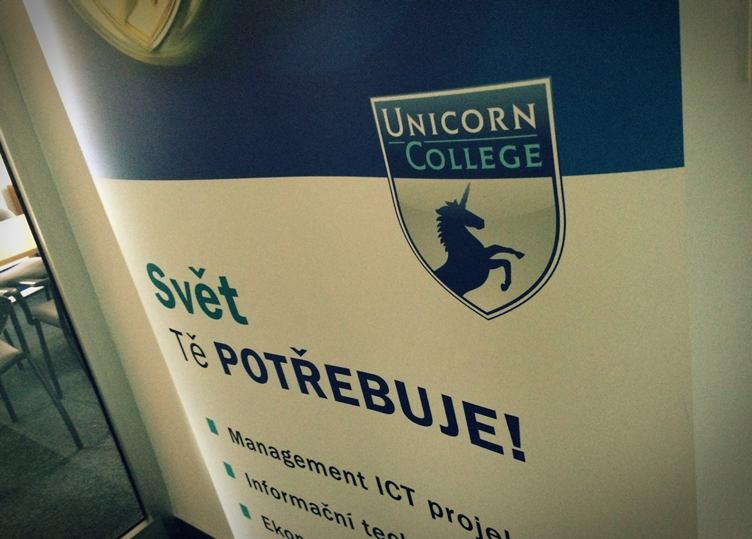 UNICORN
COLLEGE
Svět
Tě POTŘEBUJE!
Management ICT
Informační